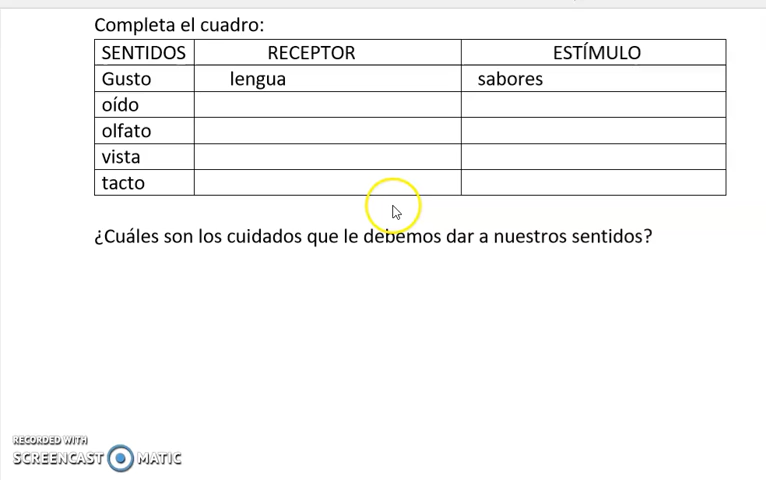 Completa el cuadro:
SENTIDOS RECEPTOR ESTÍMULO
Gusto lengua sabores
oído
olfato
vista
tacto
¿Cuáles son los cuidados que le debemos dar a nuestros sentidos?
RECORDED WITH
SCREENCAST MATIC